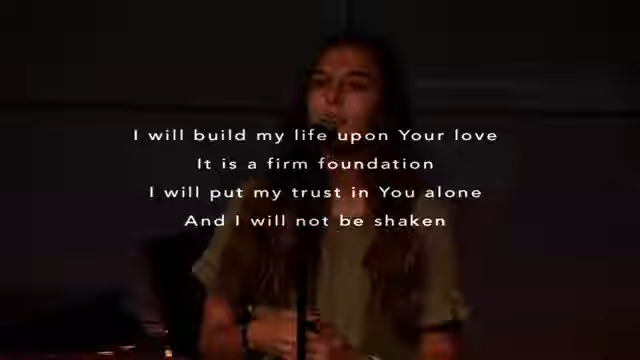 I will build my life upon Your love
It is a firm foundation
I will put my trust in You alone
And I will not be shaken